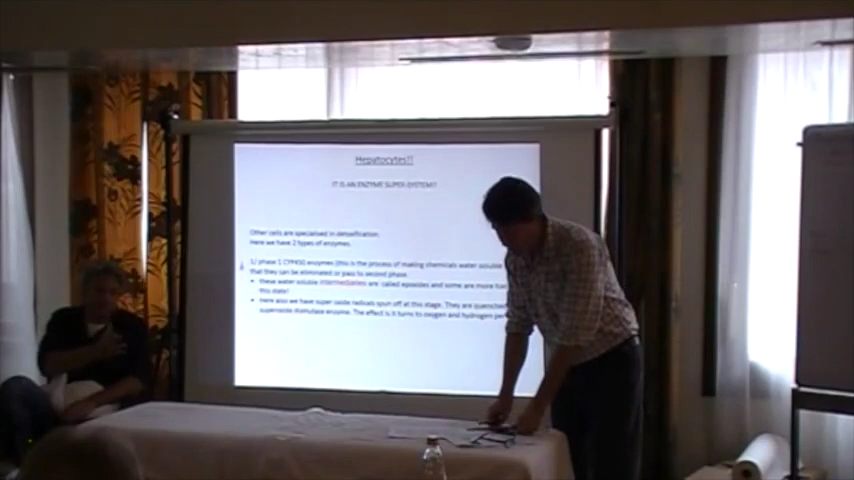 Hepatocytes!!
IT IS AN ENZYME SUPER-SYSTEM!!
Other cells are specialised in detoxification.
Here we have 2 types of enzymes.
1/ phase 1 CYP450 enzymes (this is the process of making chemicals water soluble
that they can be eliminated or pass to second phase
• these water soluble intermediaries are called epoxides and some are more
this state!
• Here also we have super oxide radicals spun off at this stage. They are quenched
superoxide dismutase enzyme. The effect is it turns to oxygen and hydrogen